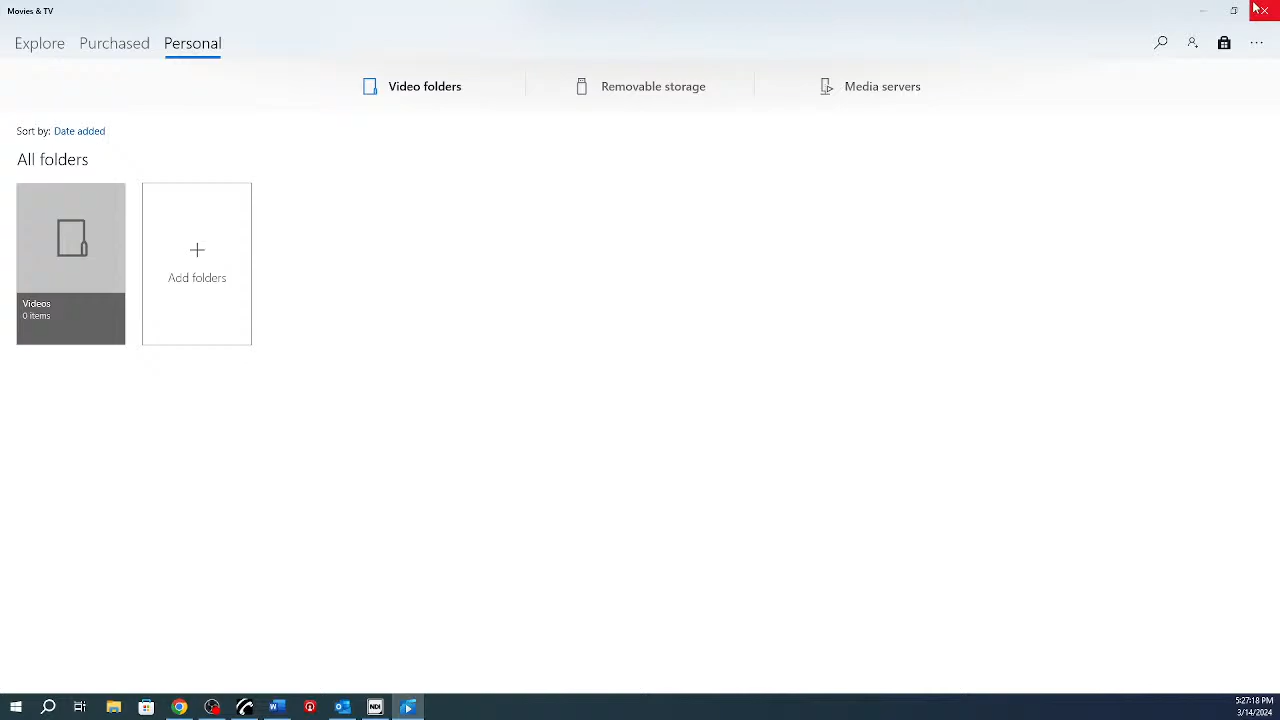 Movies & TV
Explore Purchased Personal
Video folders Removable storage Media servers
Sort by: Date added
All folders
Videos
0 items
Add folders
W NDI
5:27:18 PM
3/14/2024